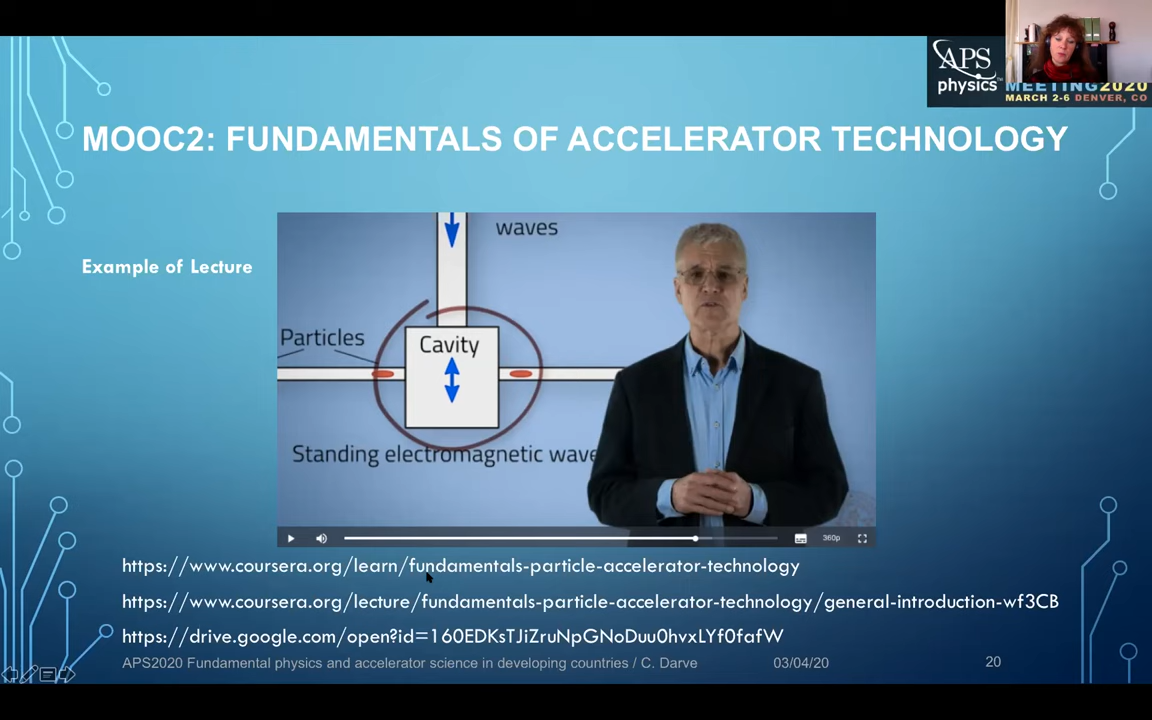 APS
physics
MEETING2020
MARCH 2-6 DENVER, CO
MOOC2: FUNDAMENTALS OF ACCELERATOR TECHNOLOGY
Example of Lecture
waves
Particles
Cavity
Standing electromagnetic wave
360p
https://www.coursera.org/learn/fundamentals-particle-accelerator-technology
https://www.coursera.org/lecture/fundamentals-particle-accelerator-technology/general-introduction-wf3CB
https://drive.google.com/open?id=160EDKsTJiZruNpGNoDuu0hvxLYf0fafW
APS2020 Fundamental physics and accelerator science in developing countries / C. Darve 03/04/20 20